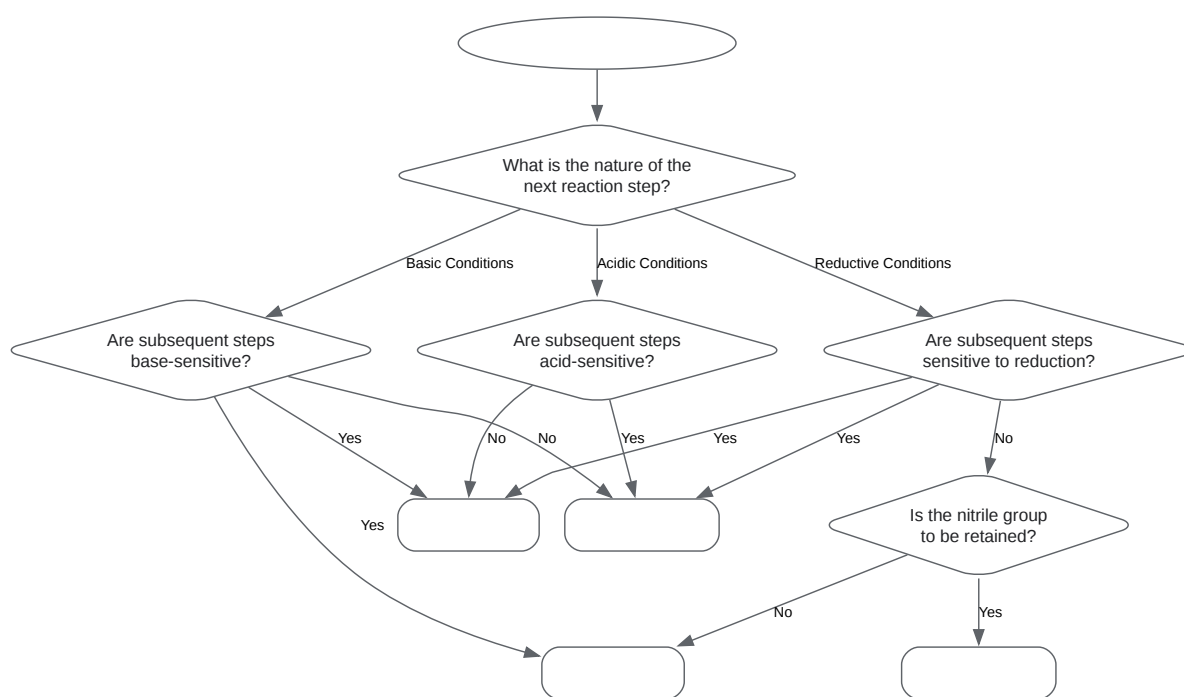 What is the nature of the
next reaction step?
Basic Conditions
Acidic Conditions
Reductive Conditions
Are subsequent steps
base-sensitive?
Are subsequent steps
acid-sensitive?
Are subsequent steps
sensitive to reduction?
Yes
No
No
Yes
Yes
Yes
No
Yes
Is the nitrile group
to be retained?
No
Yes